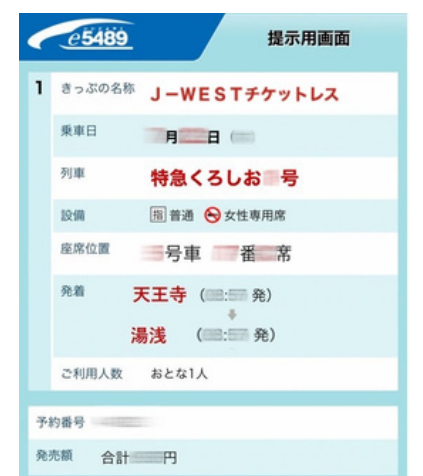 e5489
提示用画面
1 きっぷの名称 J-WESTチケットレス
乗車日 月 日
列車 特急くろしお 号
設備 指 普通 女性専用席
座席位置 号車 番 席
発着 天王寺 ( : 発)
湯浅 ( : 発)
ご利用人数 おとな1人
予約番号
発売額 合計 円